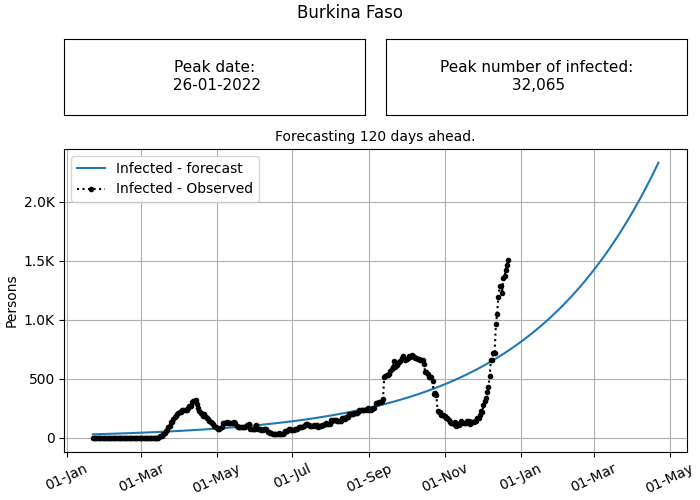 Burkina Faso
Peak date:
26-01-2022
Peak number of infected:
32,065
Forecasting 120 days ahead.
Infected - forecast
Infected - Observed
Persons
2.0K
1.5K
1.0K
500
0
01-Jan
01-Mar
01-May
01-Jul
01-Sep
01-Nov
01-Jan
01-Mar
01-May